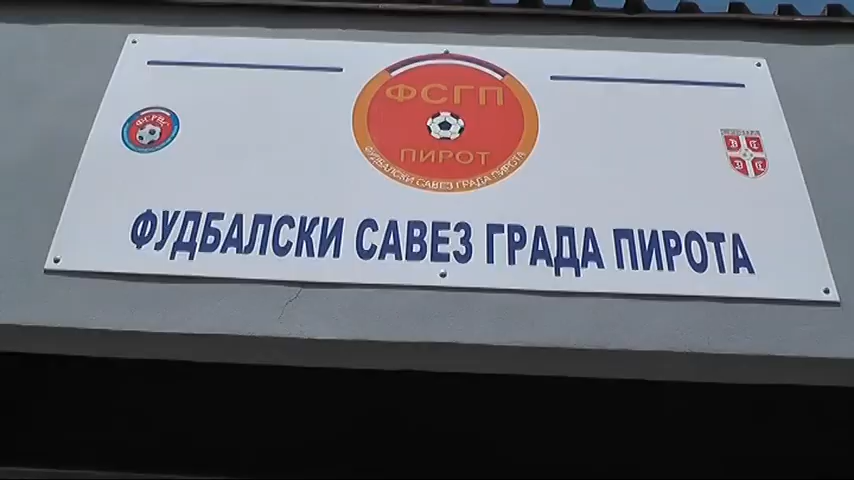 ФСГП
ПИРОТ
ФУДБАЛСКИ САВЕЗ ГРАДА ПИРОТА
ФУДБАЛСКИ САВЕЗ ГРАДА ПИРОТА